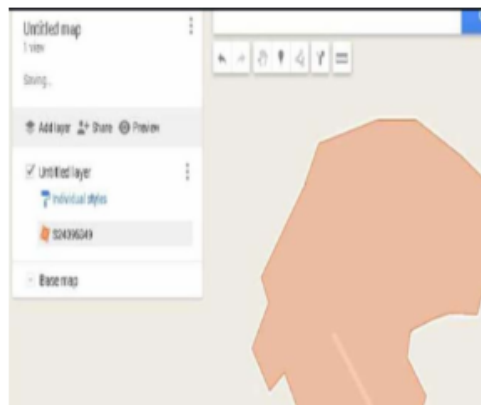 Untitled map
1 view
Saving...
Add layer Share Preview
Untitled layer
Individual styles
Base map